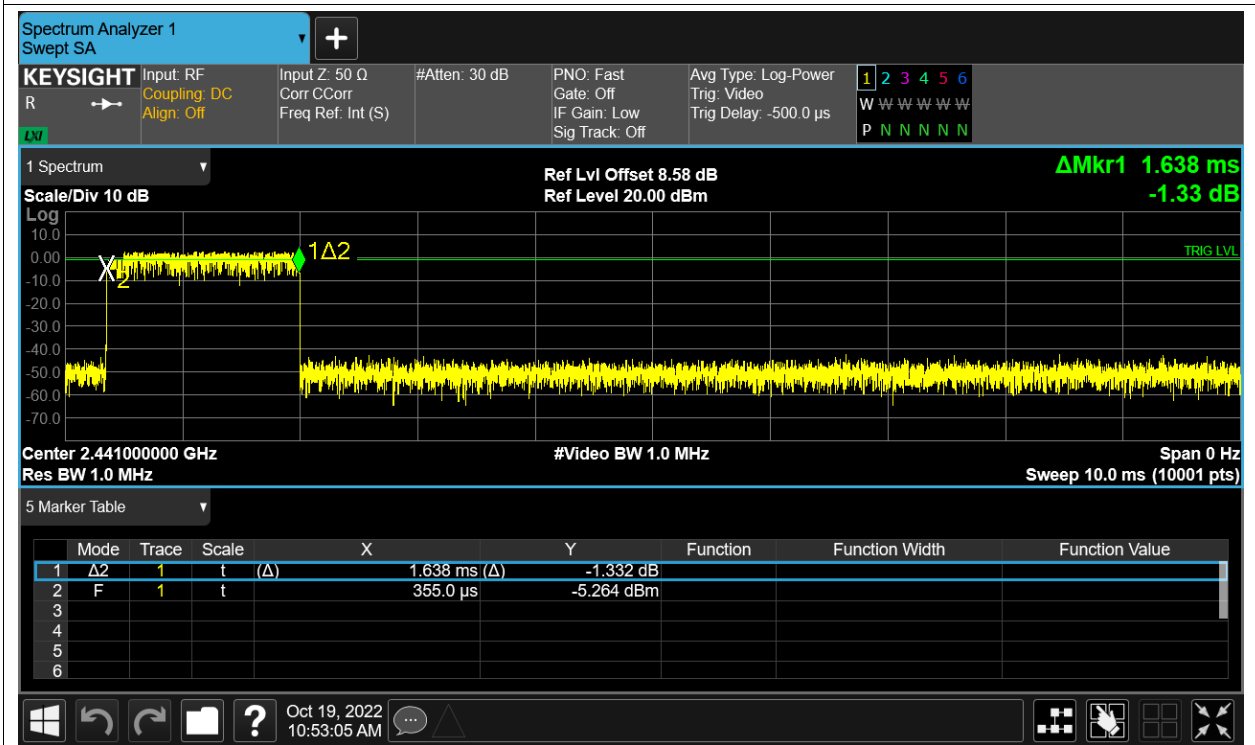 Spectrum Analyzer 1
Swept SA
KEYSIGHT
R
LXI
Input: RF
Coupling: DC
Align: Off
Input Z: 50 Ω
Corr CCorr
Freq Ref: Int (S)
#Atten: 30 dB
PNO: Fast
Gate: Off
IF Gain: Low
Sig Track: Off
Avg Type: Log-Power
Trig: Video
Trig Delay: -500.0 µs
1 2 3 4 5 6
W W W W W W
P N N N N N
1 Spectrum
Scale/Div 10 dB
Ref Lvl Offset 8.58 dB
Ref Level 20.00 dBm
ΔMkr1 1.638 ms
-1.33 dB
Log
10.0
0.00
-10.0
-20.0
-30.0
-40.0
-50.0
-60.0
-70.0
1Δ2
2
TRIG LVL
Center 2.441000000 GHz
Res BW 1.0 MHz
#Video BW 1.0 MHz
Span 0 Hz
Sweep 10.0 ms (10001 pts)
5 Marker Table
Mode Trace Scale X Y Function Function Width Function Value
1 Δ2 1 t (Δ) 1.638 ms (Δ) -1.332 dB
2 F 1 t 355.0 µs -5.264 dBm
3
4
5
6
?
Oct 19, 2022
10:53:05 AM